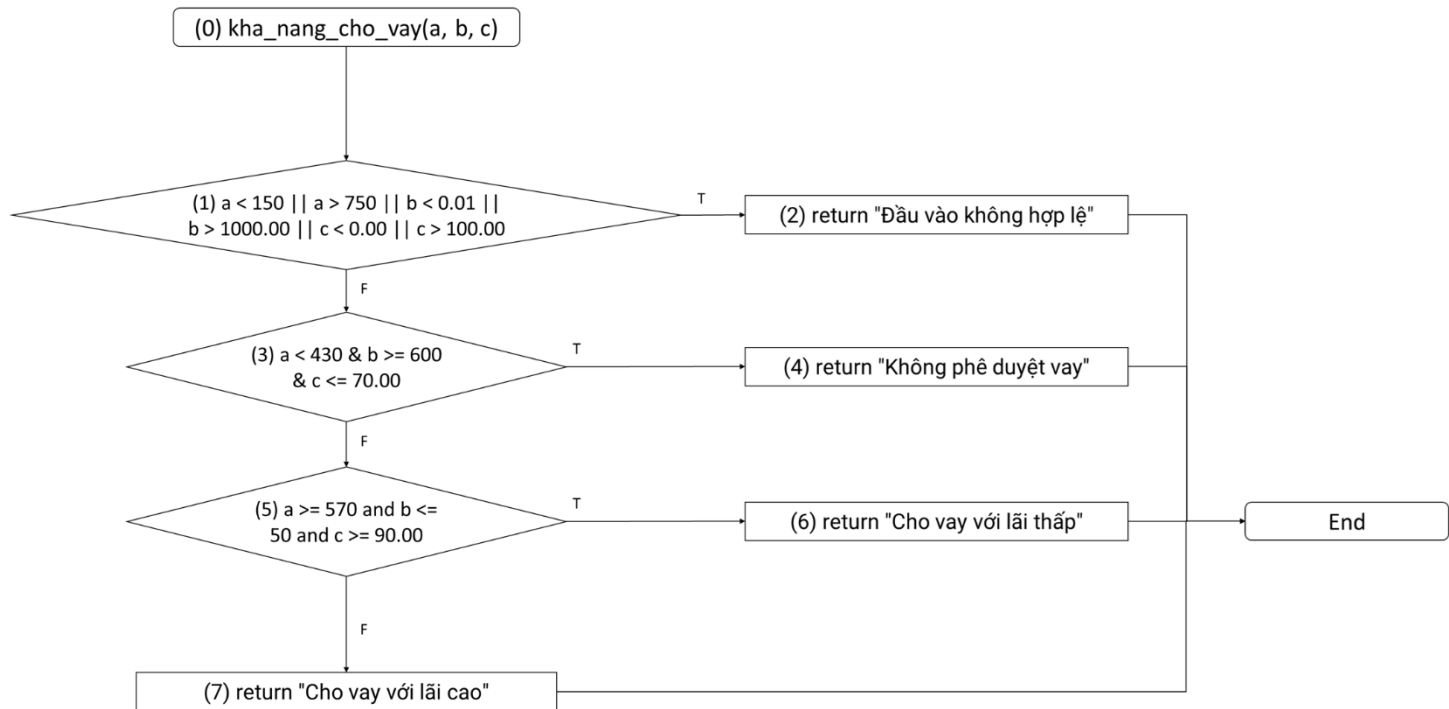 (0) kha_nang_cho_vay(a, b, c)
(1) a < 150 || a > 750 || b < 0.01 ||
b > 1000.00 || c < 0.00 || c > 100.00
T
(2) return "Đầu vào không hợp lệ"
F
(3) a < 430 & b >= 600
& c <= 70.00
T
(4) return "Không phê duyệt vay"
F
(5) a >= 570 and b <=
50 and c >= 90.00
T
(6) return "Cho vay với lãi thấp"
End
F
(7) return "Cho vay với lãi cao"